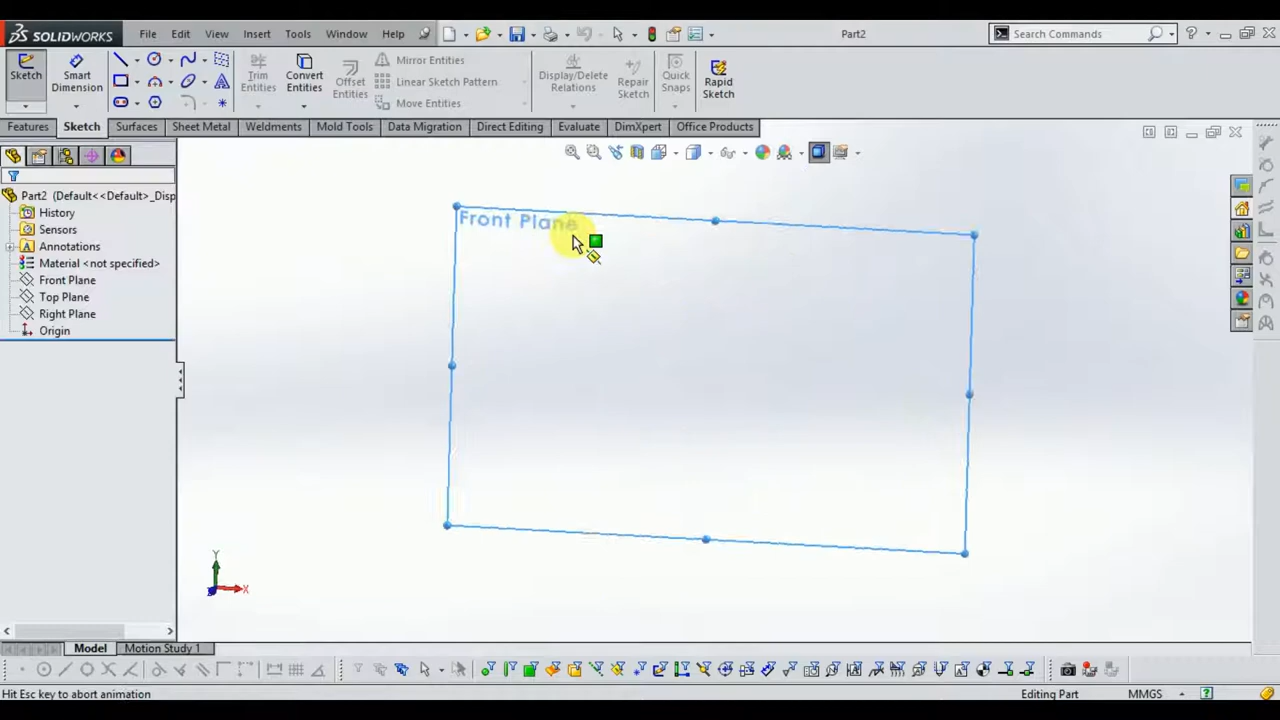 SOLIDWORKS File Edit View Insert Tools Window Help Part2 Search Commands
Sketch Smart Dimension Trim Entities Convert Entities Offset Entities Mirror Entities Linear Sketch Pattern Move Entities Display/Delete Relations Repair Sketch Quick Snaps Rapid Sketch
Features Sketch Surfaces Sheet Metal Weldments Mold Tools Data Migration Direct Editing Evaluate DimXpert Office Products
Part2 (Default<<Default>_Disp
History
Sensors
Annotations
Material <not specified>
Front Plane
Top Plane
Right Plane
Origin
Front Plane
Y
X
Model Motion Study 1
Hit Esc key to abort animation Editing Part MMGS